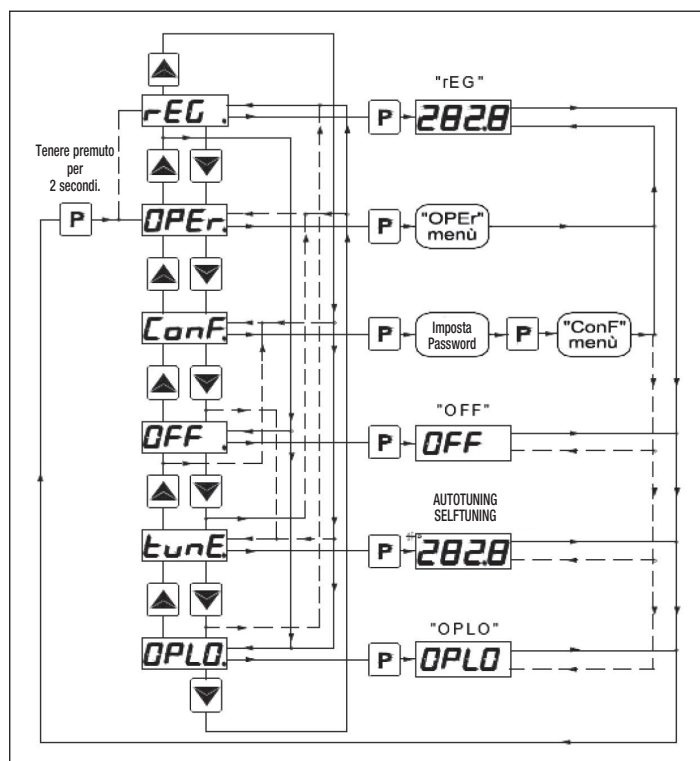 "rEG"
rEG .
P
282.8
Tenere premuto
per
2 secondi.
P
OPEr.
P
"OPEr"
menù
ConF.
P
Imposta
Password
P
"ConF"
menù
"OFF"
OFF .
P
OFF
AUTOTUNING
SELFTUNING
tunE.
P
282.8
"OPLO"
OPLO.
P
OPLO